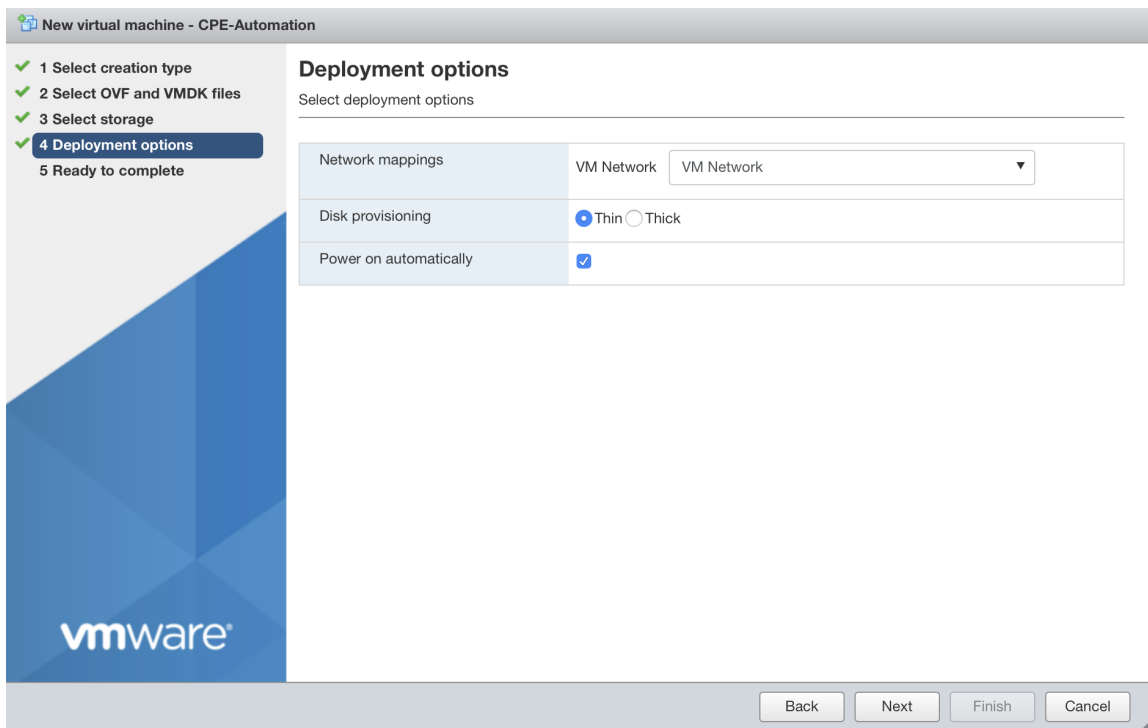 New virtual machine - CPE-Automation
1 Select creation type
2 Select OVF and VMDK files
3 Select storage
4 Deployment options
5 Ready to complete
Deployment options
Select deployment options
Network mappings
VM Network VM Network
Disk provisioning
Thin Thick
Power on automatically
vmware®
Back Next Finish Cancel